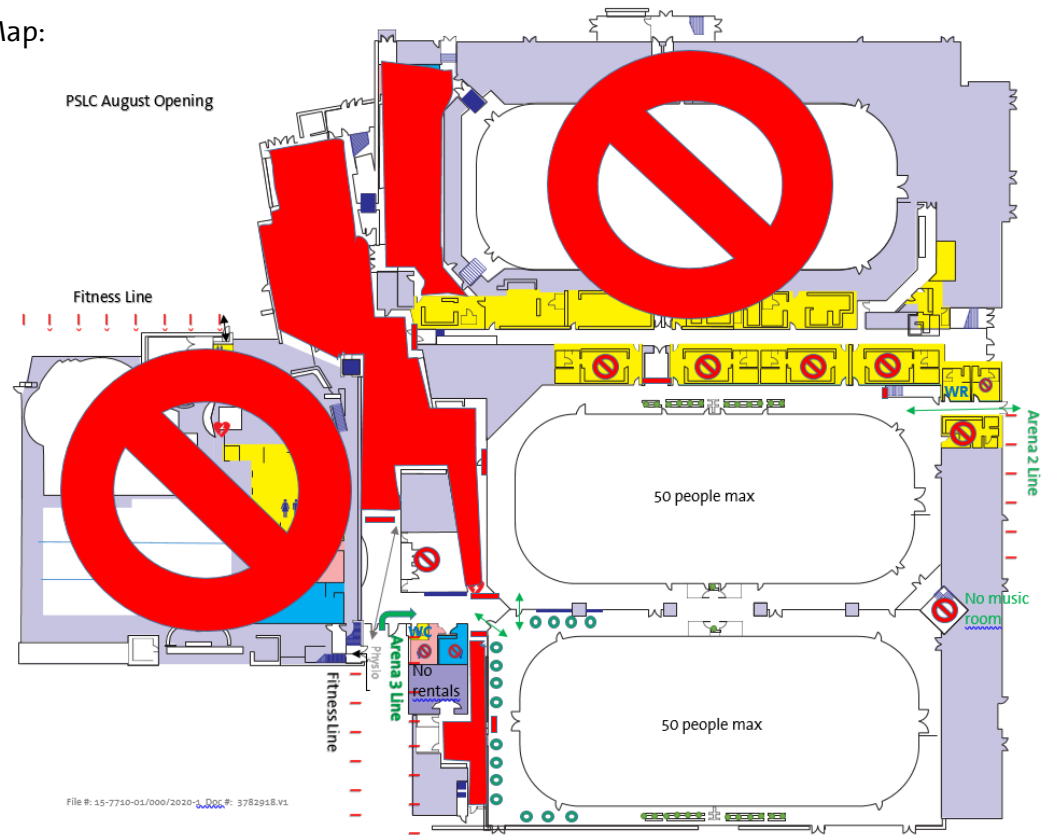 Map:
PSLC August Opening
Fitness Line
WR
Arena 2 Line
50 people max
No music
room
WC
Arena 3 Line
Physio
No
rentals
Fitness Line
50 people max
File #: 15-7710-01/000/2020-1 Doc #: 3782918.v1